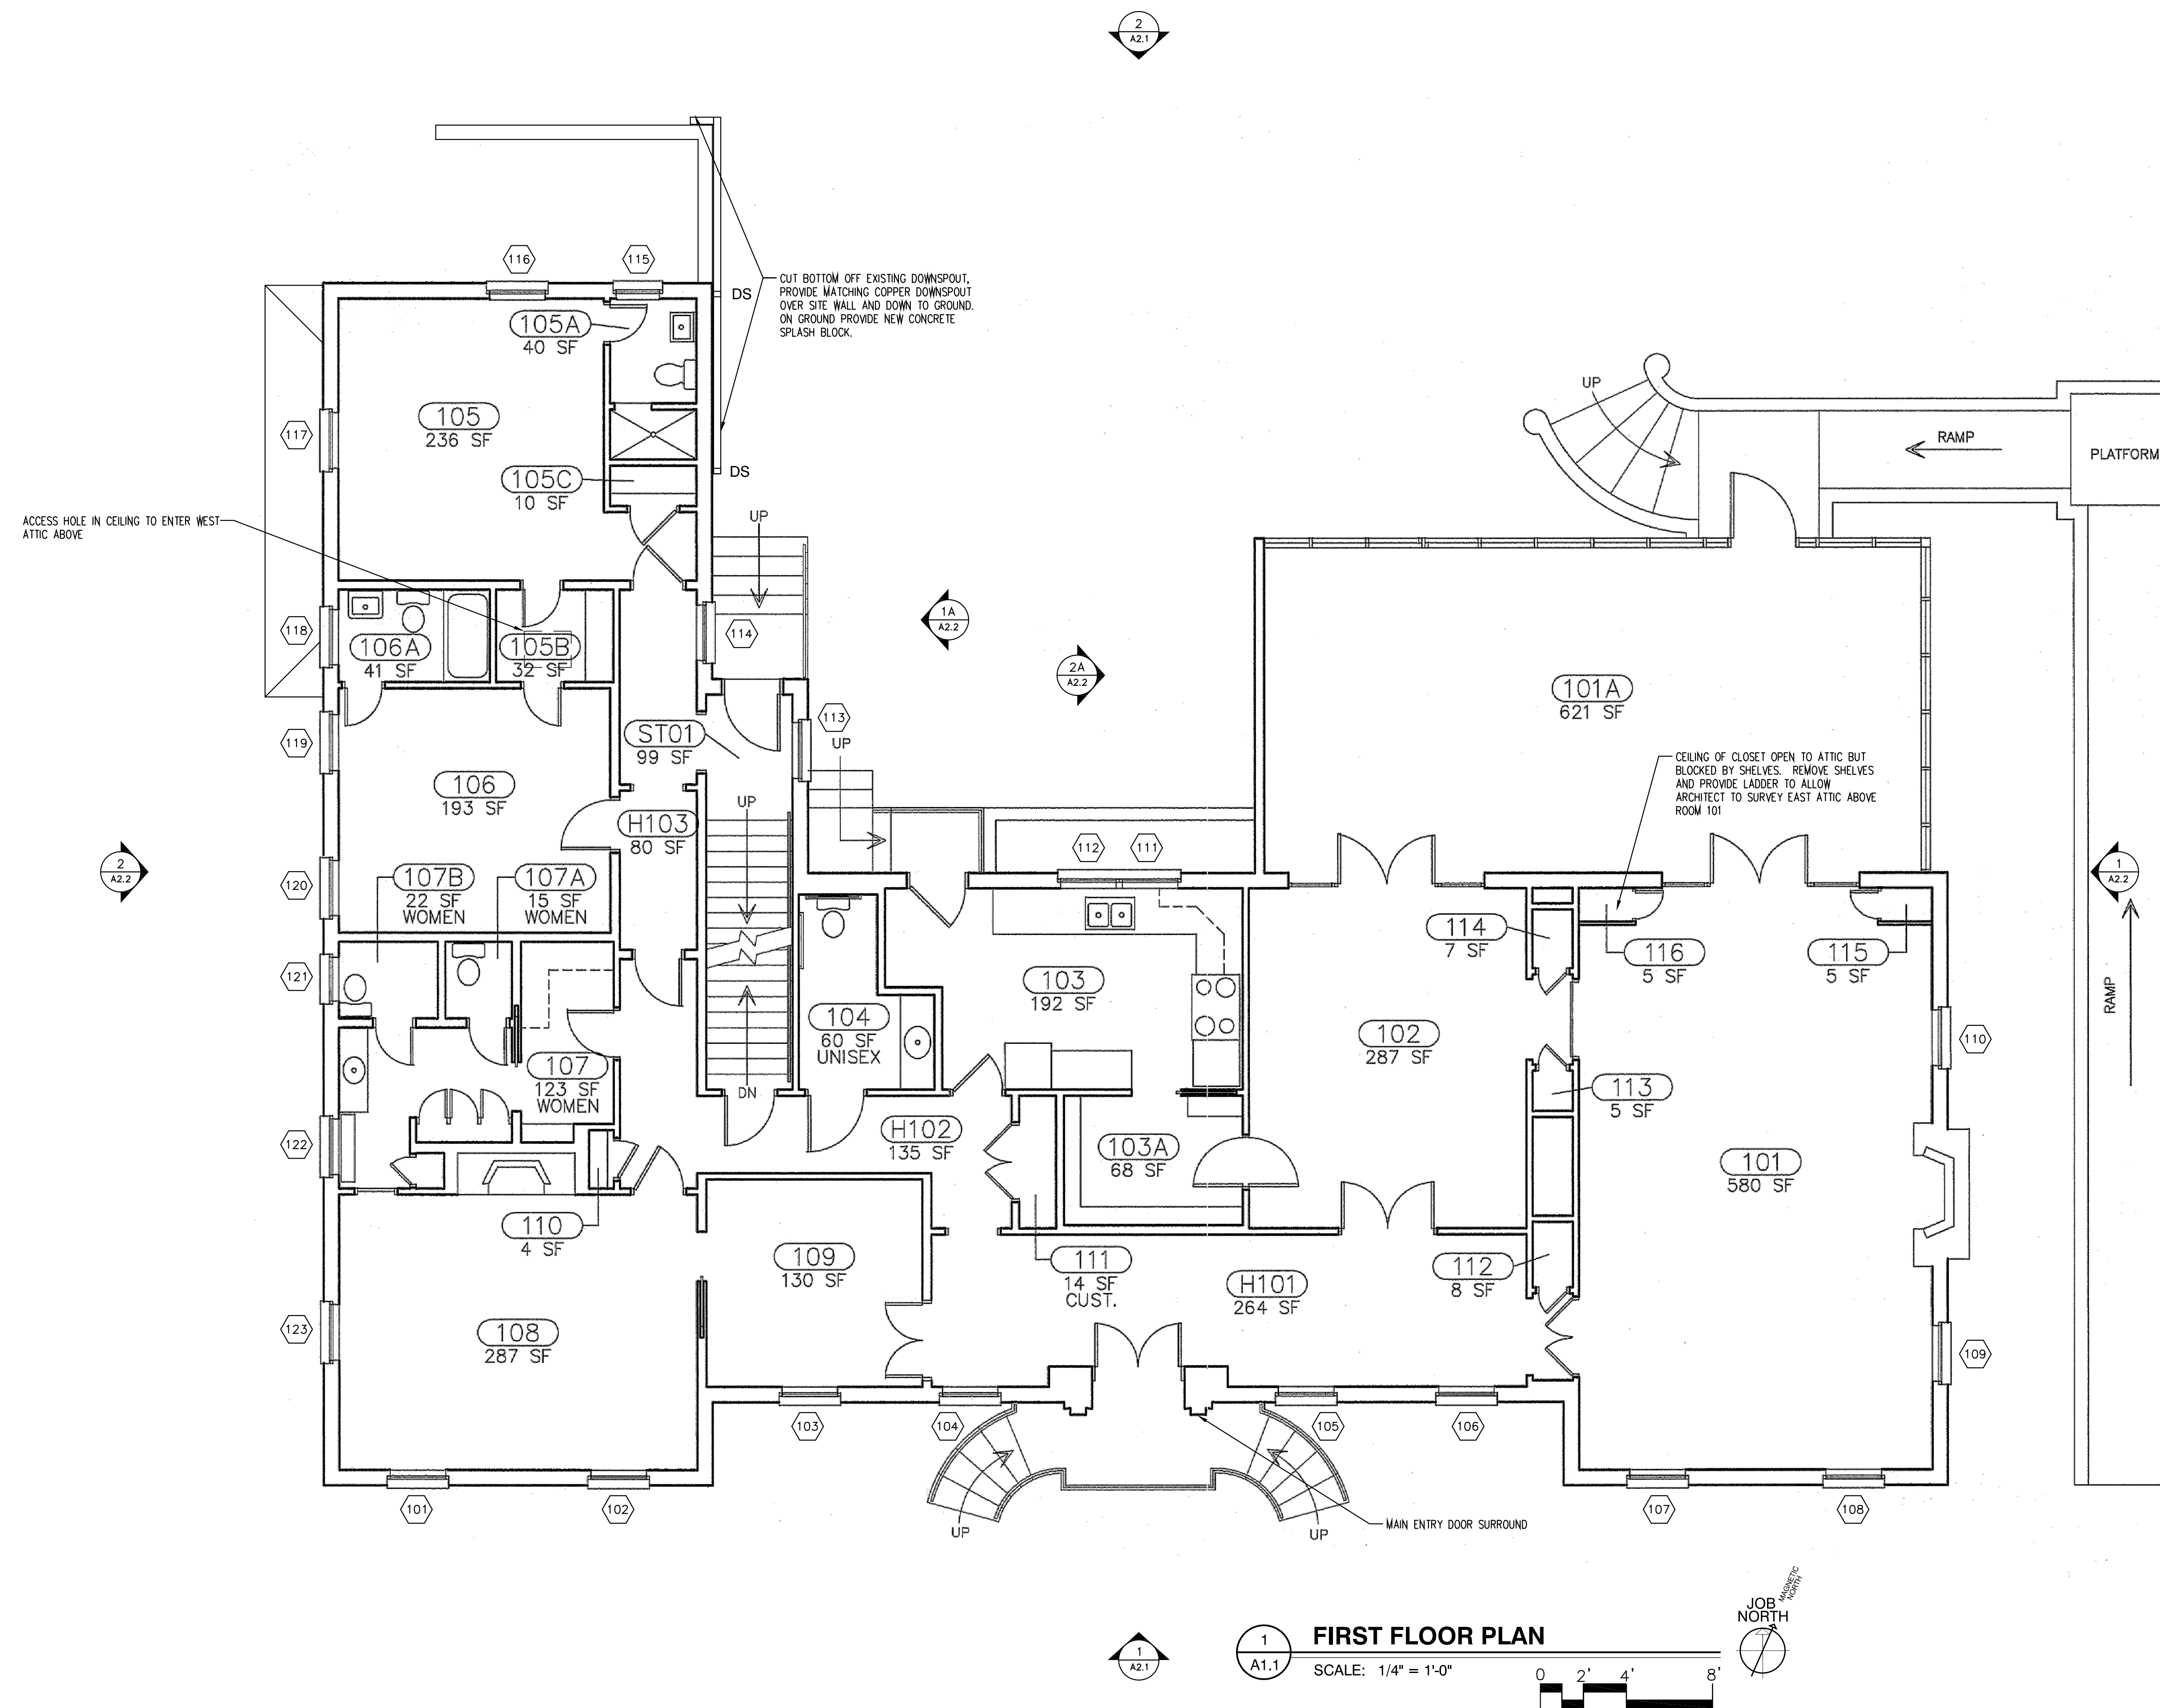 2
A2.1
116
115
CUT BOTTOM OFF EXISTING DOWNSPOUT,
PROVIDE MATCHING COPPER DOWNSPOUT
OVER SITE WALL AND DOWN TO GROUND.
ON GROUND PROVIDE NEW CONCRETE
SPLASH BLOCK.
DS
105A
40 SF
UP
105
236 SF
117
RAMP
PLATFORM
DS
105C
10 SF
ACCESS HOLE IN CEILING TO ENTER WEST
ATTIC ABOVE
UP
1A
A2.2
118
114
106A
41 SF
105B
32 SF
2A
A2.2
101A
621 SF
113
119
ST01
99 SF
UP
CEILING OF CLOSET OPEN TO ATTIC BUT
BLOCKED BY SHELVES. REMOVE SHELVES
AND PROVIDE LADDER TO ALLOW
ARCHITECT TO SURVEY EAST ATTIC ABOVE
ROOM 101
106
193 SF
UP
H103
80 SF
112
111
2
A2.2
1
A2.2
120
107B
22 SF
WOMEN
107A
15 SF
WOMEN
114
7 SF
116
5 SF
115
5 SF
121
103
192 SF
RAMP
104
60 SF
UNISEX
102
287 SF
110
107
123 SF
WOMEN
DN
113
5 SF
122
H102
135 SF
103A
68 SF
101
580 SF
110
4 SF
109
130 SF
111
14 SF
CUST.
112
8 SF
H101
264 SF
123
108
287 SF
109
103
104
105
106
101
102
107
108
UP
UP
MAIN ENTRY DOOR SURROUND
MAGNETIC
NORTH
JOB
NORTH
1
A2.1
1
A1.1
FIRST FLOOR PLAN
SCALE: 1/4" = 1'-0"
0 2' 4' 8'